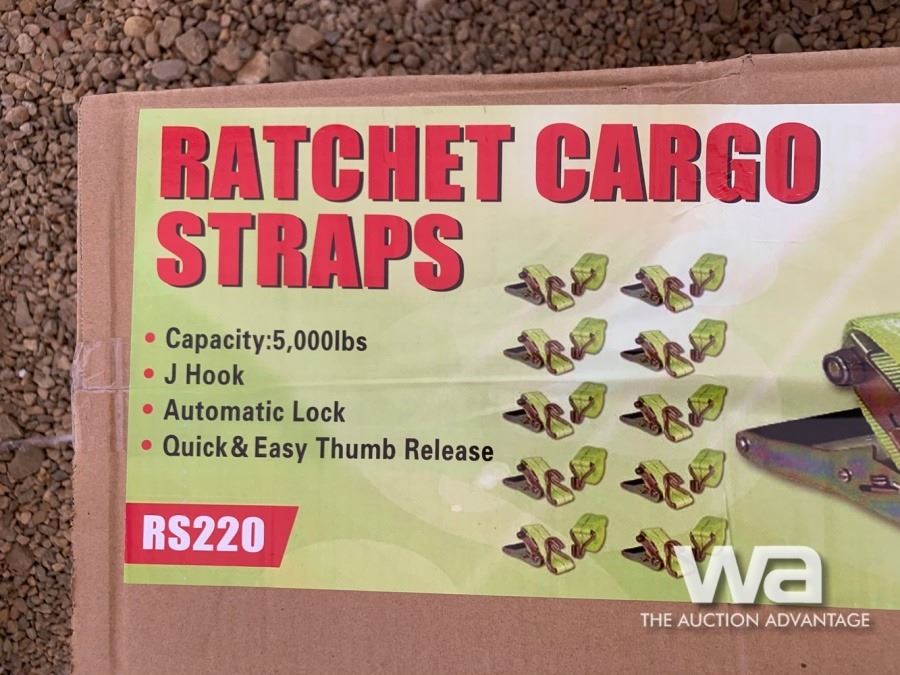 RATCHET CARGO
STRAPS
• Capacity:5,000lbs
• J Hook
• Automatic Lock
• Quick&Easy Thumb Release
RS220
wa
THE AUCTION ADVANTAGE